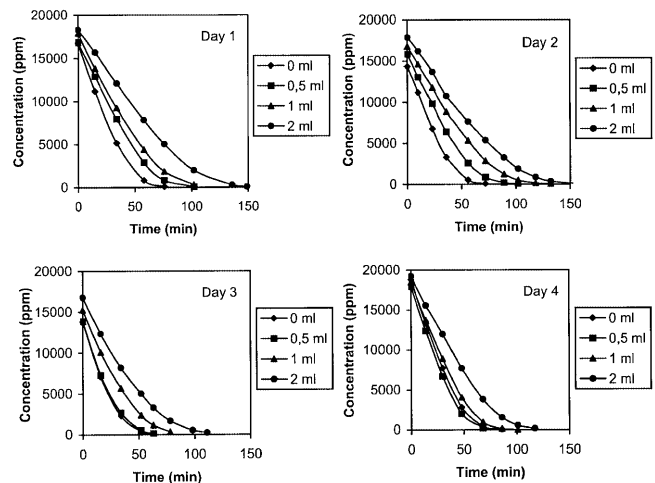 20000
15000
10000
5000
0
Concentration (ppm)
Day 1
0 50 100 150
Time (min)
0 ml
0,5 ml
1 ml
2 ml
20000
15000
10000
5000
0
Concentration (ppm)
Day 2
0 50 100 150
Time (min)
0 ml
0,5 ml
1 ml
2 ml
20000
15000
10000
5000
0
Concentration (ppm)
Day 3
0 50 100 150
Time (min)
0 ml
0,5 ml
1 ml
2 ml
20000
15000
10000
5000
0
Concentration (ppm)
Day 4
0 50 100 150
Time (min)
0 ml
0,5 ml
1 ml
2 ml